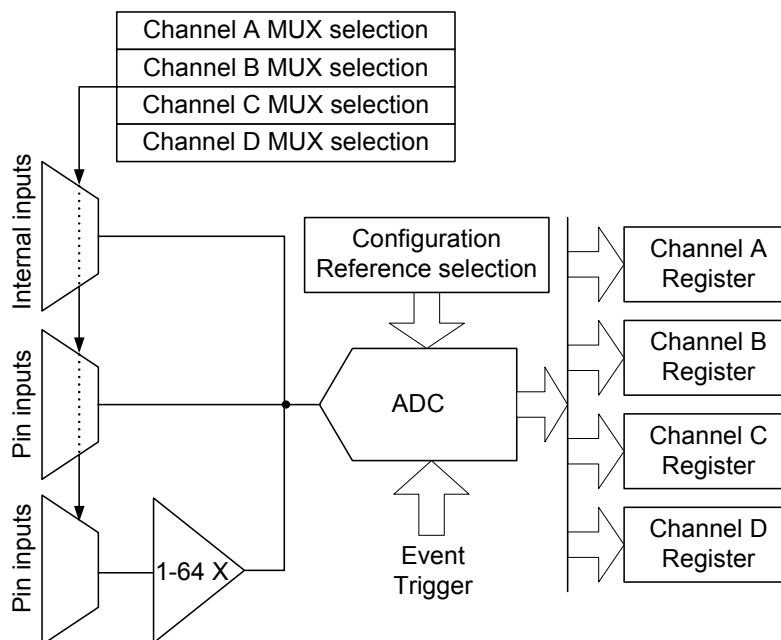 Channel A MUX selection
Channel B MUX selection
Channel C MUX selection
Channel D MUX selection
Internal inputs
Pin inputs
Pin inputs
1-64 X
Configuration
Reference selection
ADC
Event
Trigger
Channel A
Register
Channel B
Register
Channel C
Register
Channel D
Register